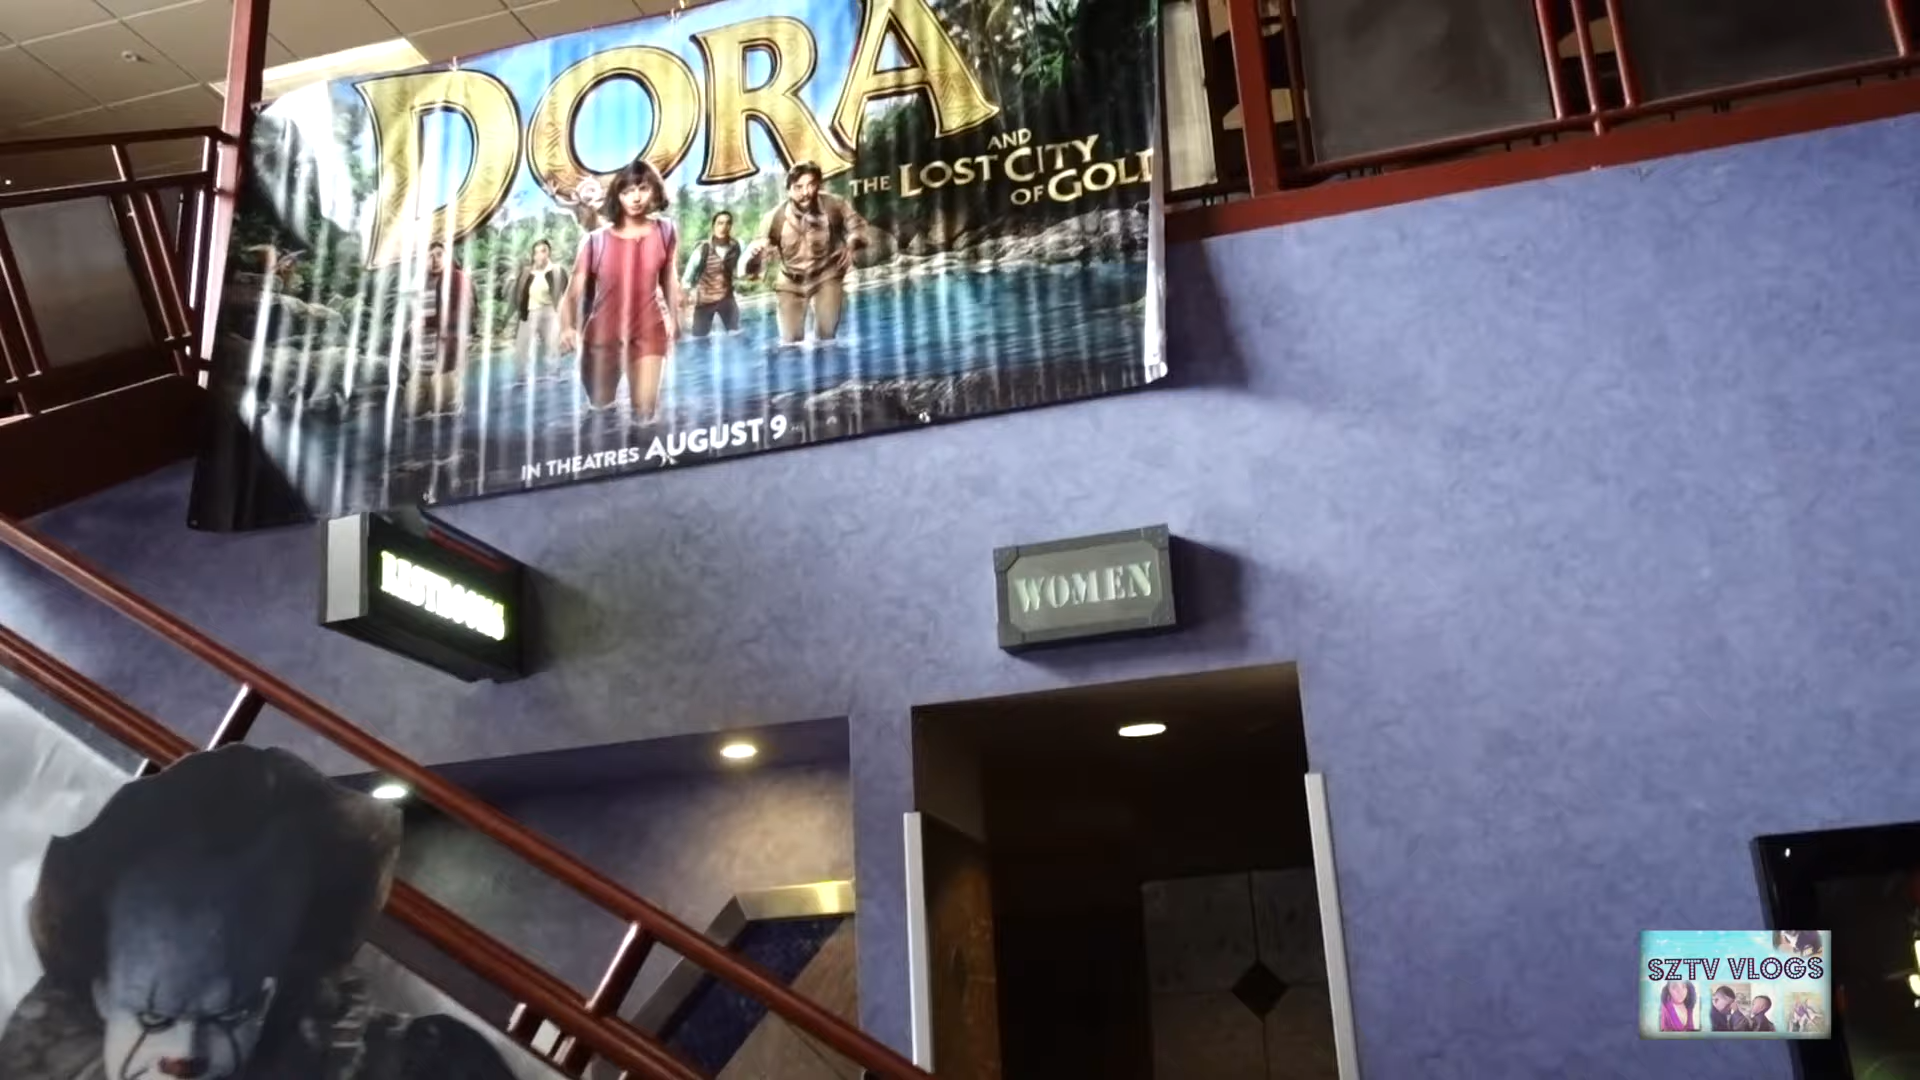 DORA
AND
THE LOST CITY
OF GOLD
IN THEATRES AUGUST 9
RESTROOMS
WOMEN
SZTV VLOGS